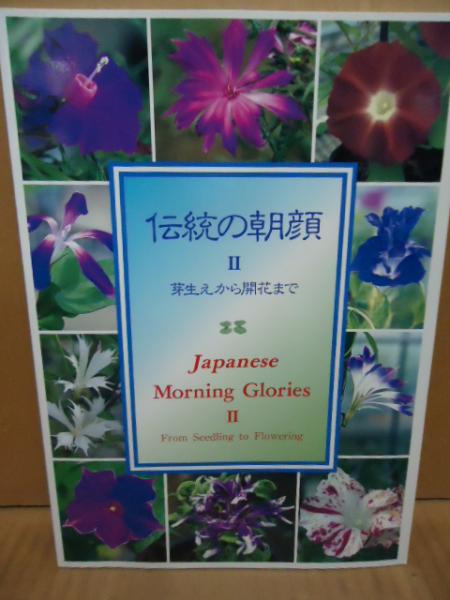 伝統の朝顔
II
芽生えから開花まで
Japanese
Morning Glories
II
From Seedling to Flowering